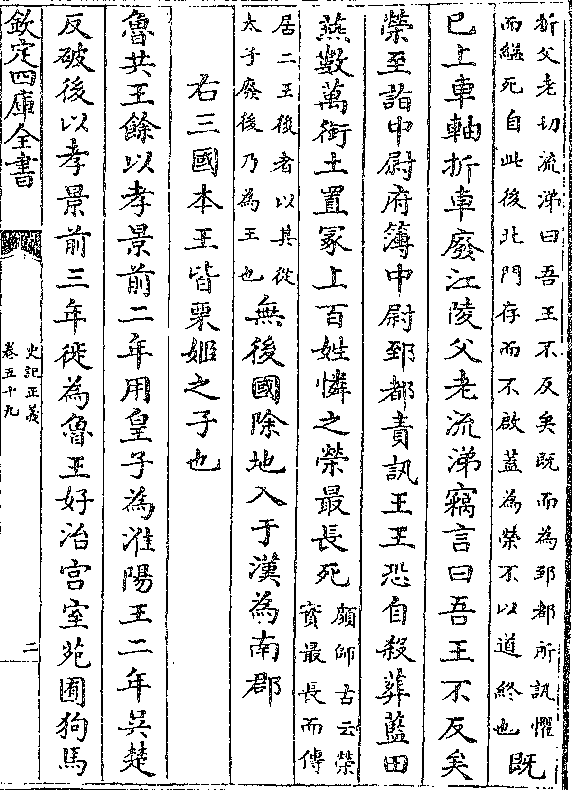 折父老切流涕曰吾王不反矣既而為郅都所訊懼
而縊死自此後北門存而不啟葢為榮不以道終也
既
巳上車軸折車廢江陵父老流涕竊言曰吾王不反矣
榮至詣中尉府簿中尉郅都責訊王王恐自殺葬藍田
燕數萬銜土置冢上百姓憐之榮最長死
顔師古云榮
實最長而傳
居二王後者以其從
太子廢後乃為王也
無後國除地入于漢為南郡
右三國本王皆栗姬之子也
魯共王餘以孝景前二年用皇子為淮陽王二年吳楚
反破後以孝景前三年徙為魯王好治宫室苑囿狗馬
欽定四庫全書
史記正義
卷五十九
二